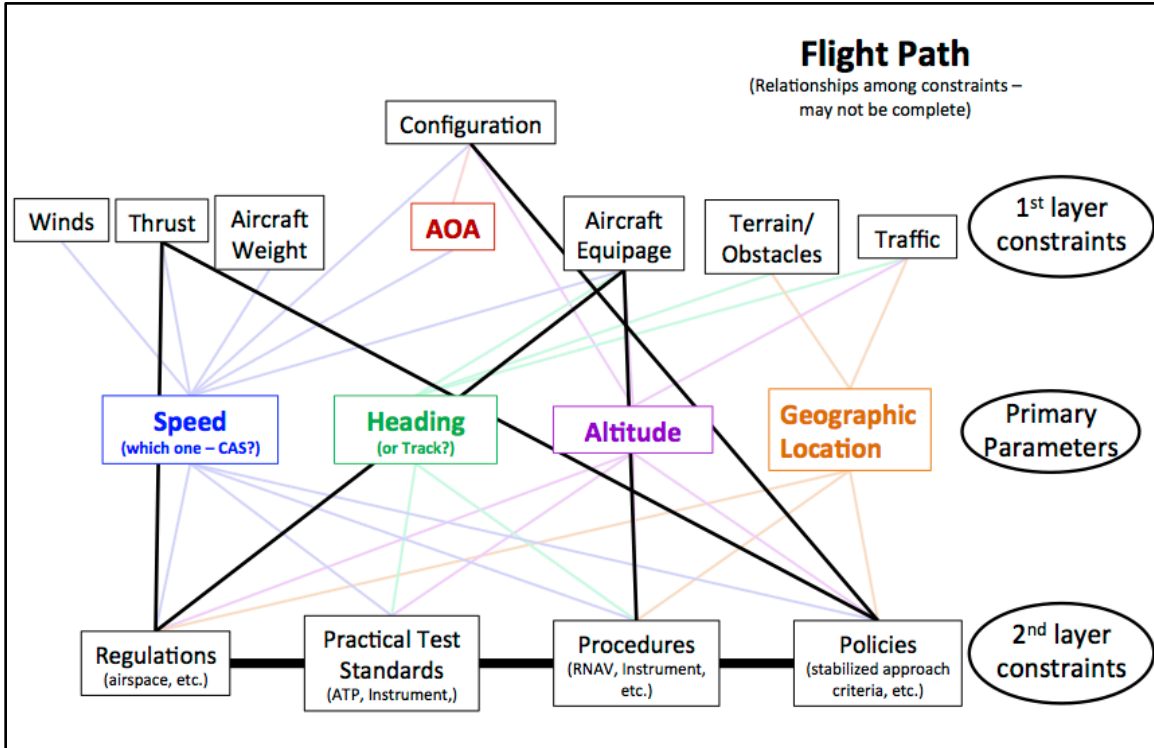 Flight Path
(Relationships among constraints –
may not be complete)
Configuration
Winds
Thrust
Aircraft
Weight
AOA
Aircraft
Equipage
Terrain/
Obstacles
Traffic
1st layer
constraints
Speed
(which one – CAS?)
Heading
(or Track?)
Altitude
Geographic
Location
Primary
Parameters
Regulations
(airspace, etc.)
Practical Test
Standards
(ATP, Instrument,)
Procedures
(RNAV, Instrument,
etc.)
Policies
(stabilized approach
criteria, etc.)
2nd layer
constraints